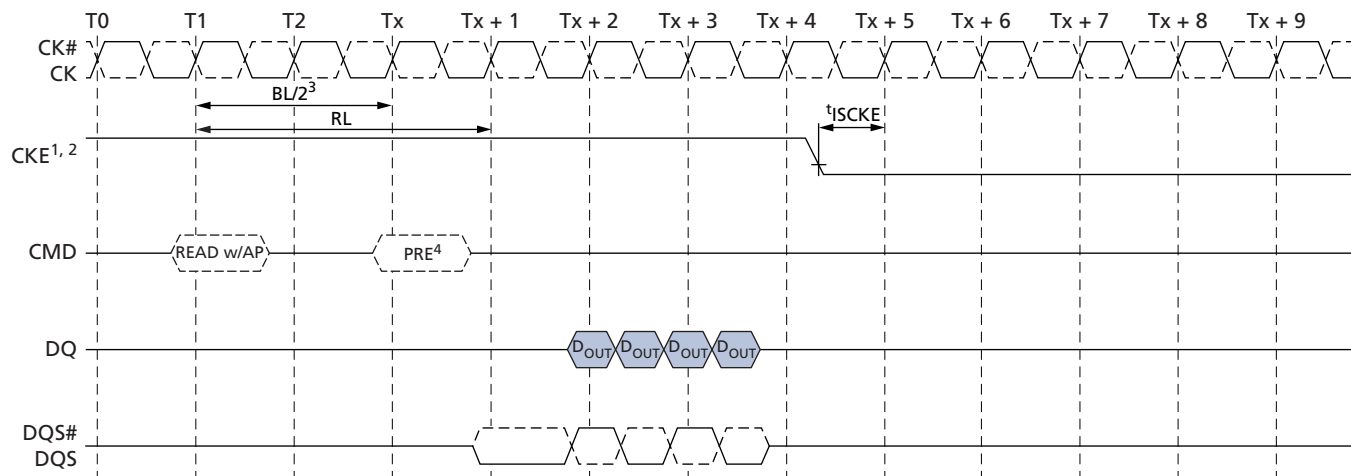 T0 T1 T2 Tx Tx + 1 Tx + 2 Tx + 3 Tx + 4 Tx + 5 Tx + 6 Tx + 7 Tx + 8 Tx + 9
CK#
CK
BL/2³
RL
tISCKE
CKE1, 2
CMD READ w/AP PRE⁴
DQ DOUT DOUT DOUT DOUT
DQS#
DQS